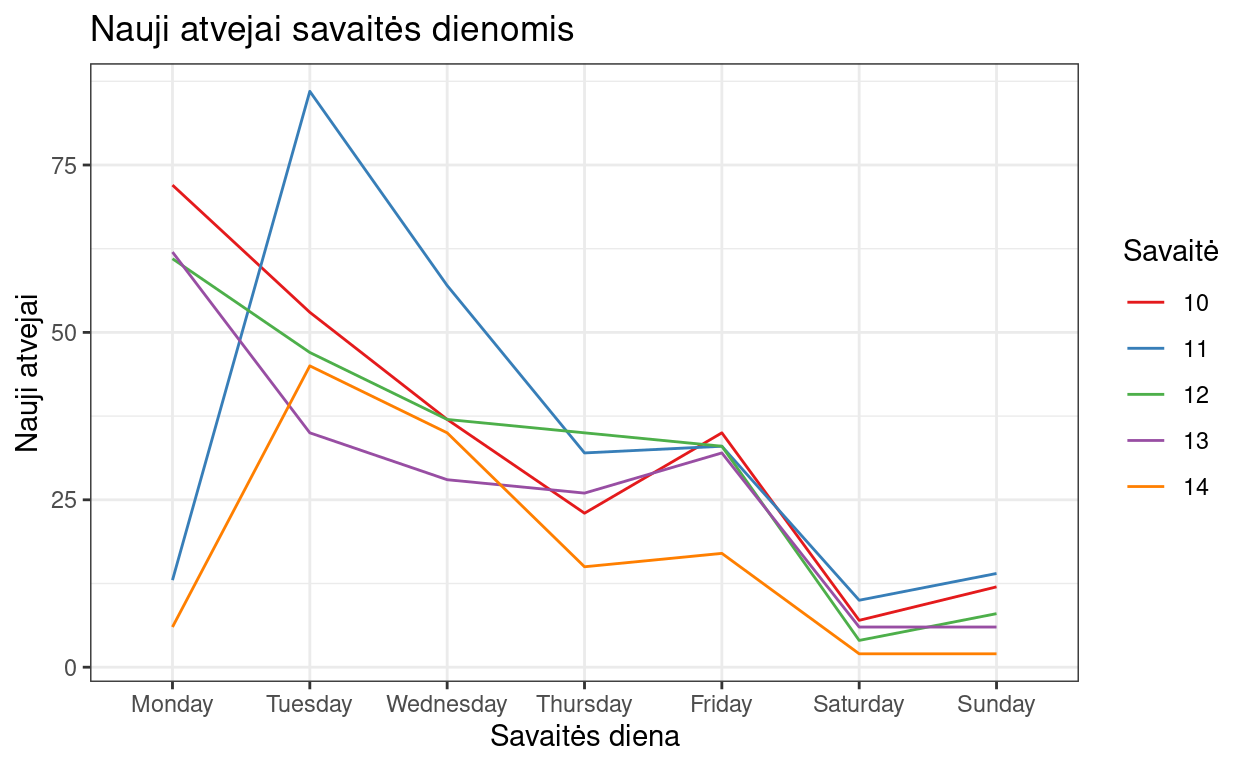 Nauji atvejai savaitės dienomis
Nauji atvejai
75
50
25
0
Monday Tuesday Wednesday Thursday Friday Saturday Sunday
Savaitės diena
Savaitė
10
11
12
13
14